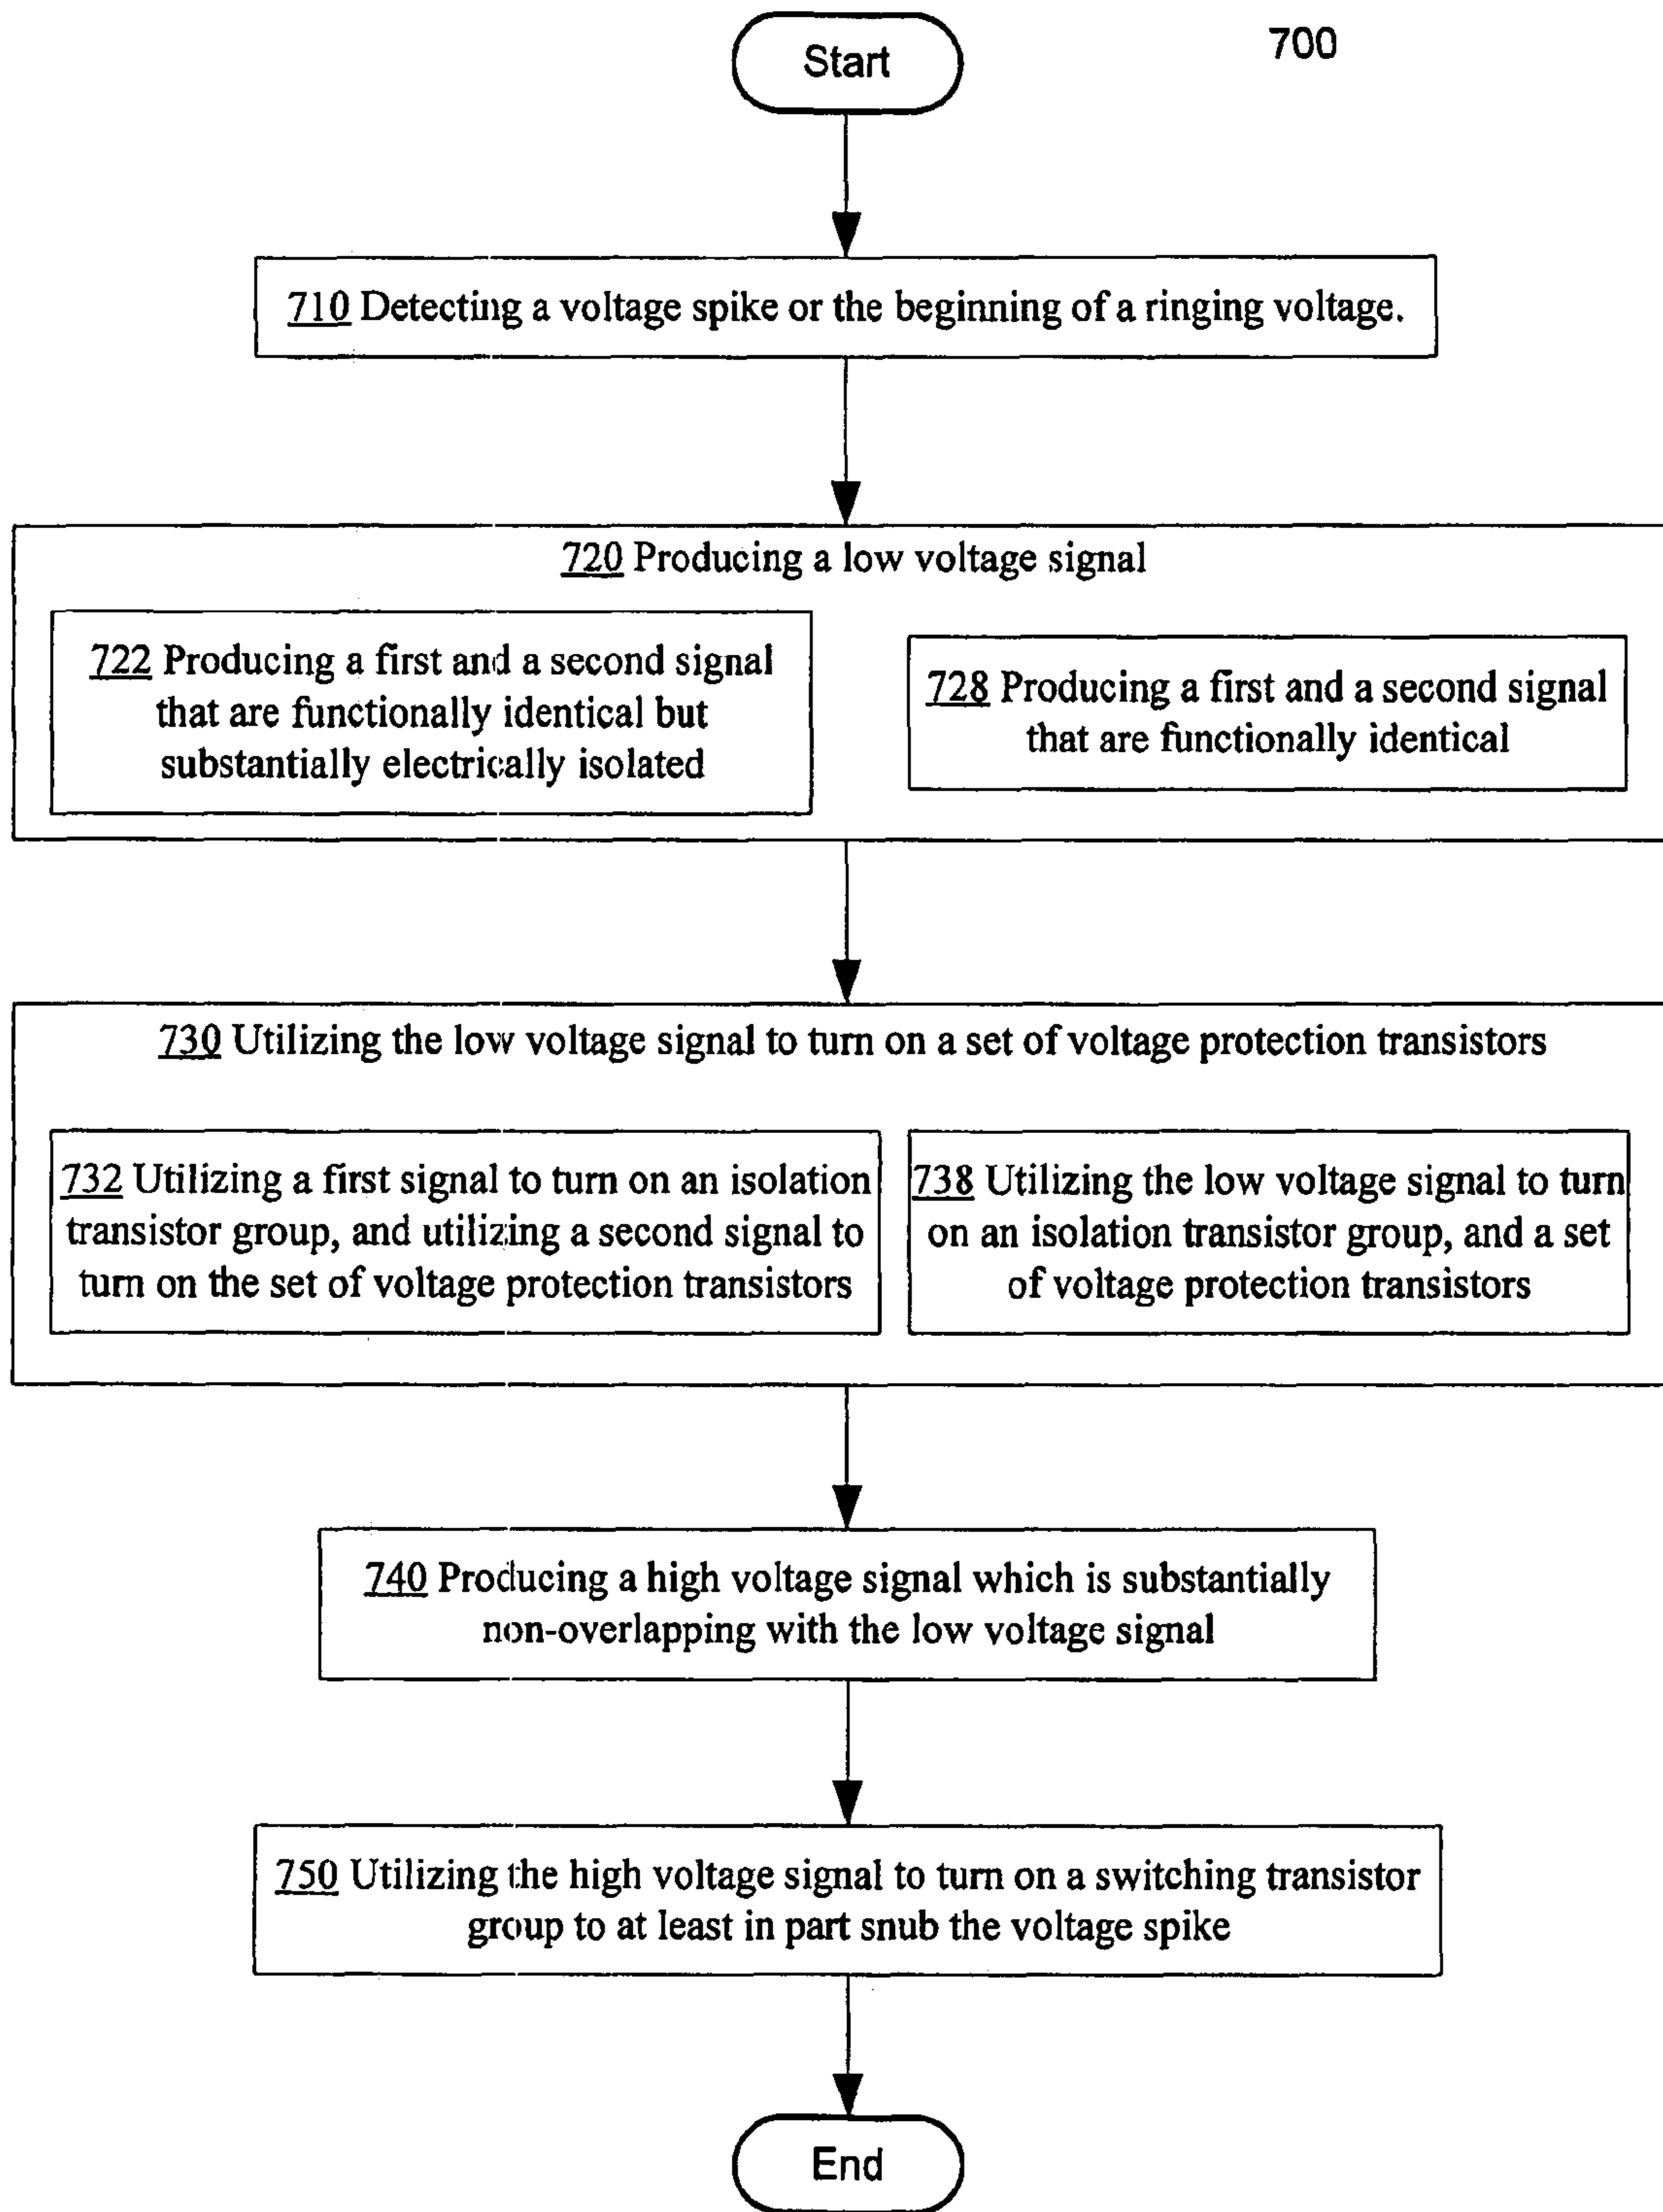 Start
700
710 Detecting a voltage spike or the beginning of a ringing voltage.
720 Producing a low voltage signal
722 Producing a first and a second signal
that are functionally identical but
substantially electrically isolated
728 Producing a first and a second signal
that are functionally identical
730 Utilizing the low voltage signal to turn on a set of voltage protection transistors
732 Utilizing a first signal to turn on an isolation
transistor group, and utilizing a second signal to
turn on the set of voltage protection transistors
738 Utilizing the low voltage signal to turn
on an isolation transistor group, and a set
of voltage protection transistors
740 Producing a high voltage signal which is substantially
non-overlapping with the low voltage signal
750 Utilizing the high voltage signal to turn on a switching transistor
group to at least in part snub the voltage spike
End